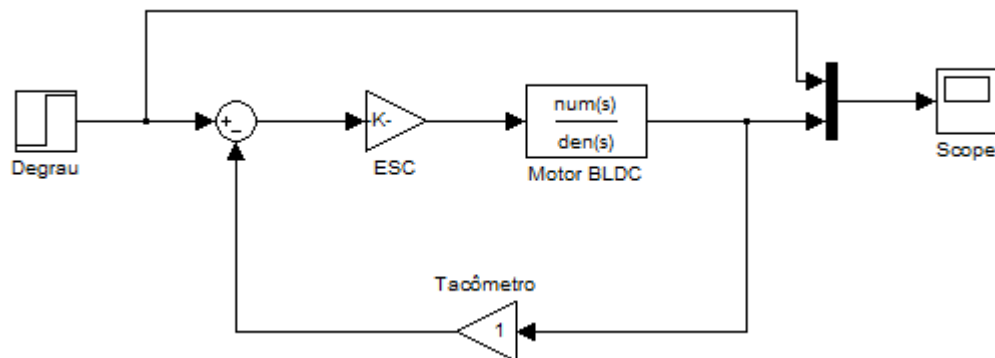 Degrau
+
-
-K-
ESC
num(s)
den(s)
Motor BLDC
Scope
Tacômetro
1